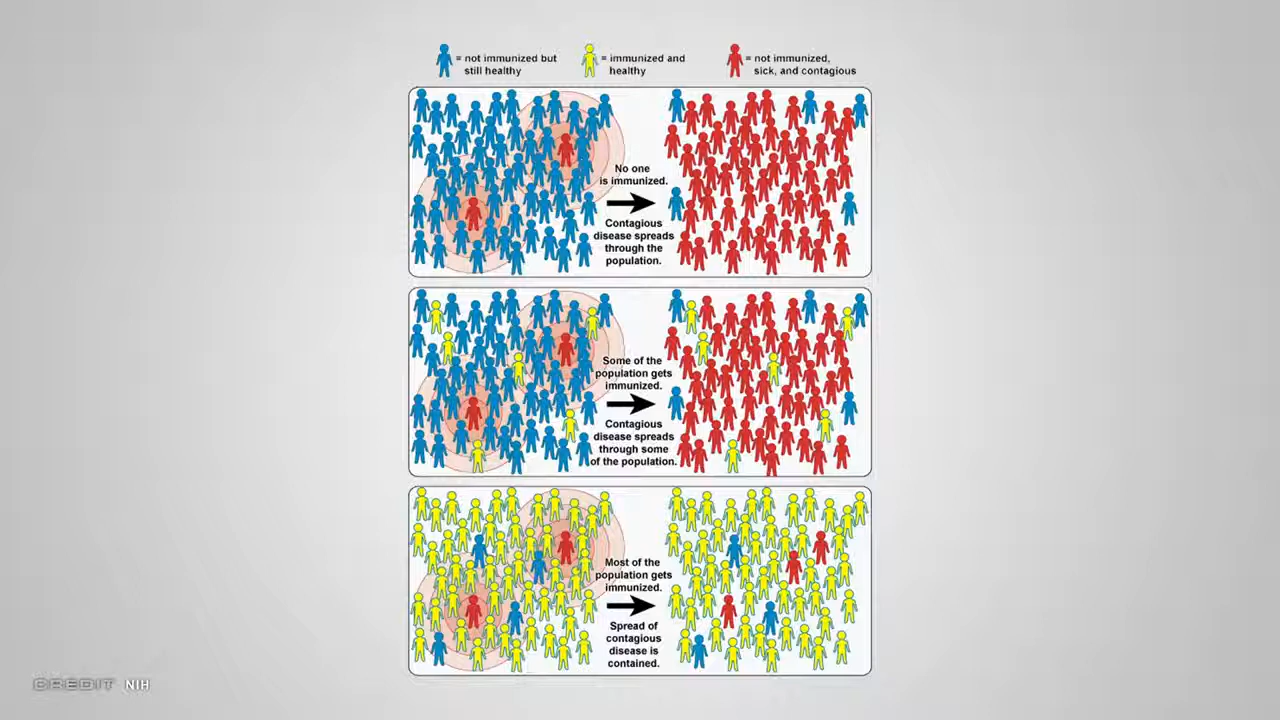 = not immunized but
still healthy
= immunized and
healthy
= not immunized,
sick, and contagious
No one
is immunized.
Contagious
disease spreads
through the
population.
Some of the
population gets
immunized.
Contagious
disease spreads
through some
of the population.
Most of the
population gets
immunized.
Spread of
contagious
disease is
contained.
CREDIT NIH